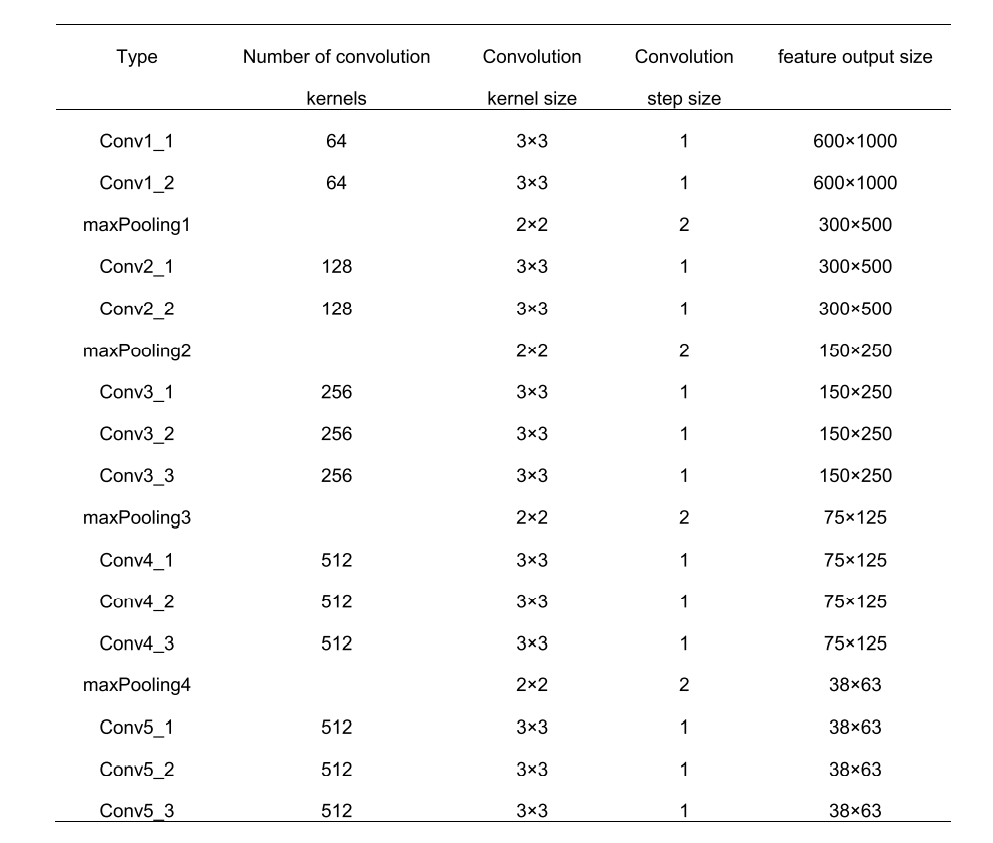 Type Number of convolution Convolution Convolution feature output size
kernels kernel size step size
Conv1_1 64 3×3 1 600×1000
Conv1_2 64 3×3 1 600×1000
maxPooling1 2×2 2 300×500
Conv2_1 128 3×3 1 300×500
Conv2_2 128 3×3 1 300×500
maxPooling2 2×2 2 150×250
Conv3_1 256 3×3 1 150×250
Conv3_2 256 3×3 1 150×250
Conv3_3 256 3×3 1 150×250
maxPooling3 2×2 2 75×125
Conv4_1 512 3×3 1 75×125
Conv4_2 512 3×3 1 75×125
Conv4_3 512 3×3 1 75×125
maxPooling4 2×2 2 38×63
Conv5_1 512 3×3 1 38×63
Conv5_2 512 3×3 1 38×63
Conv5_3 512 3×3 1 38×63